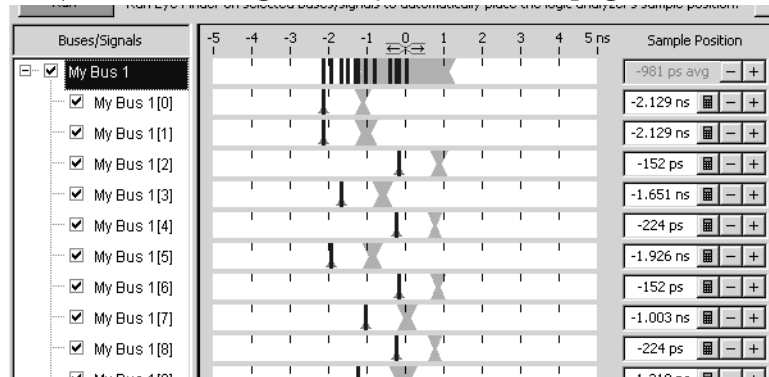 Run Run Eye Finder on selected buses/signals to automatically place the logic analyzer's sample position.
Buses/Signals -5 -4 -3 -2 -1 0 1 2 3 4 5 ns Sample Position
My Bus 1 -981 ps avg - +
My Bus 1[0] -2.129 ns - +
My Bus 1[1] -2.129 ns - +
My Bus 1[2] -152 ps - +
My Bus 1[3] -1.651 ns - +
My Bus 1[4] -224 ps - +
My Bus 1[5] -1.926 ns - +
My Bus 1[6] -152 ps - +
My Bus 1[7] -1.003 ns - +
My Bus 1[8] -224 ps - +
My Bus